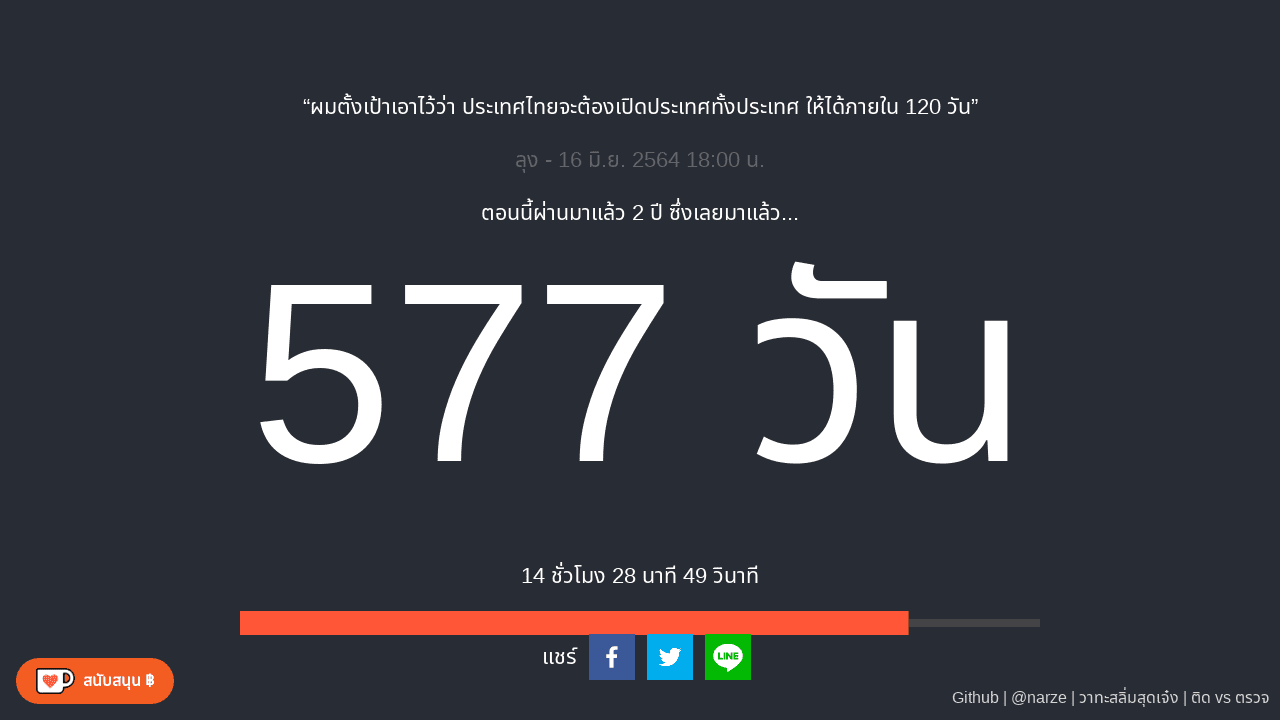 “ผมตั้งเป้าเอาไว้ว่า ประเทศไทยจะต้องเปิดประเทศทั้งประเทศ ให้ได้ภายใน 120 วัน”
ลุง - 16 มิ.ย. 2564 18:00 น.
ตอนนี้ผ่านมาแล้ว 2 ปี ซึ่งเลยมาแล้ว...
577 วัน
14 ชั่วโมง 28 นาที 49 วินาที
แชร์
LINE
สนับสนุน ฿
Github | @narze | วาทะสลิ่มสุดเจ๋ง | ติด vs ตรวจ